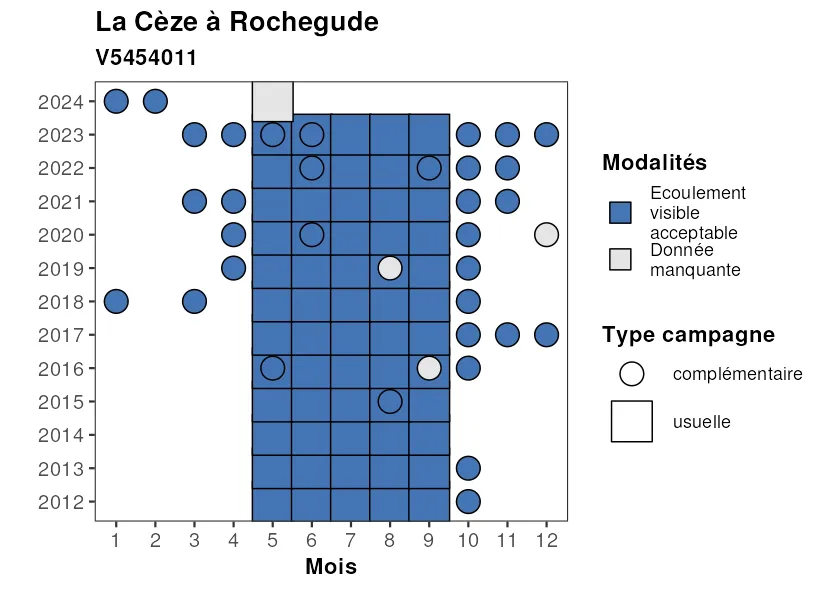 La Cèze à Rochegude
V5454011
2024
2023
2022
2021
2020
2019
2018
2017
2016
2015
2014
2013
2012
1 2 3 4 5 6 7 8 9 10 11 12
Mois
Modalités
Ecoulement
visible
acceptable
Donnée
manquante
Type campagne
complémentaire
usuelle